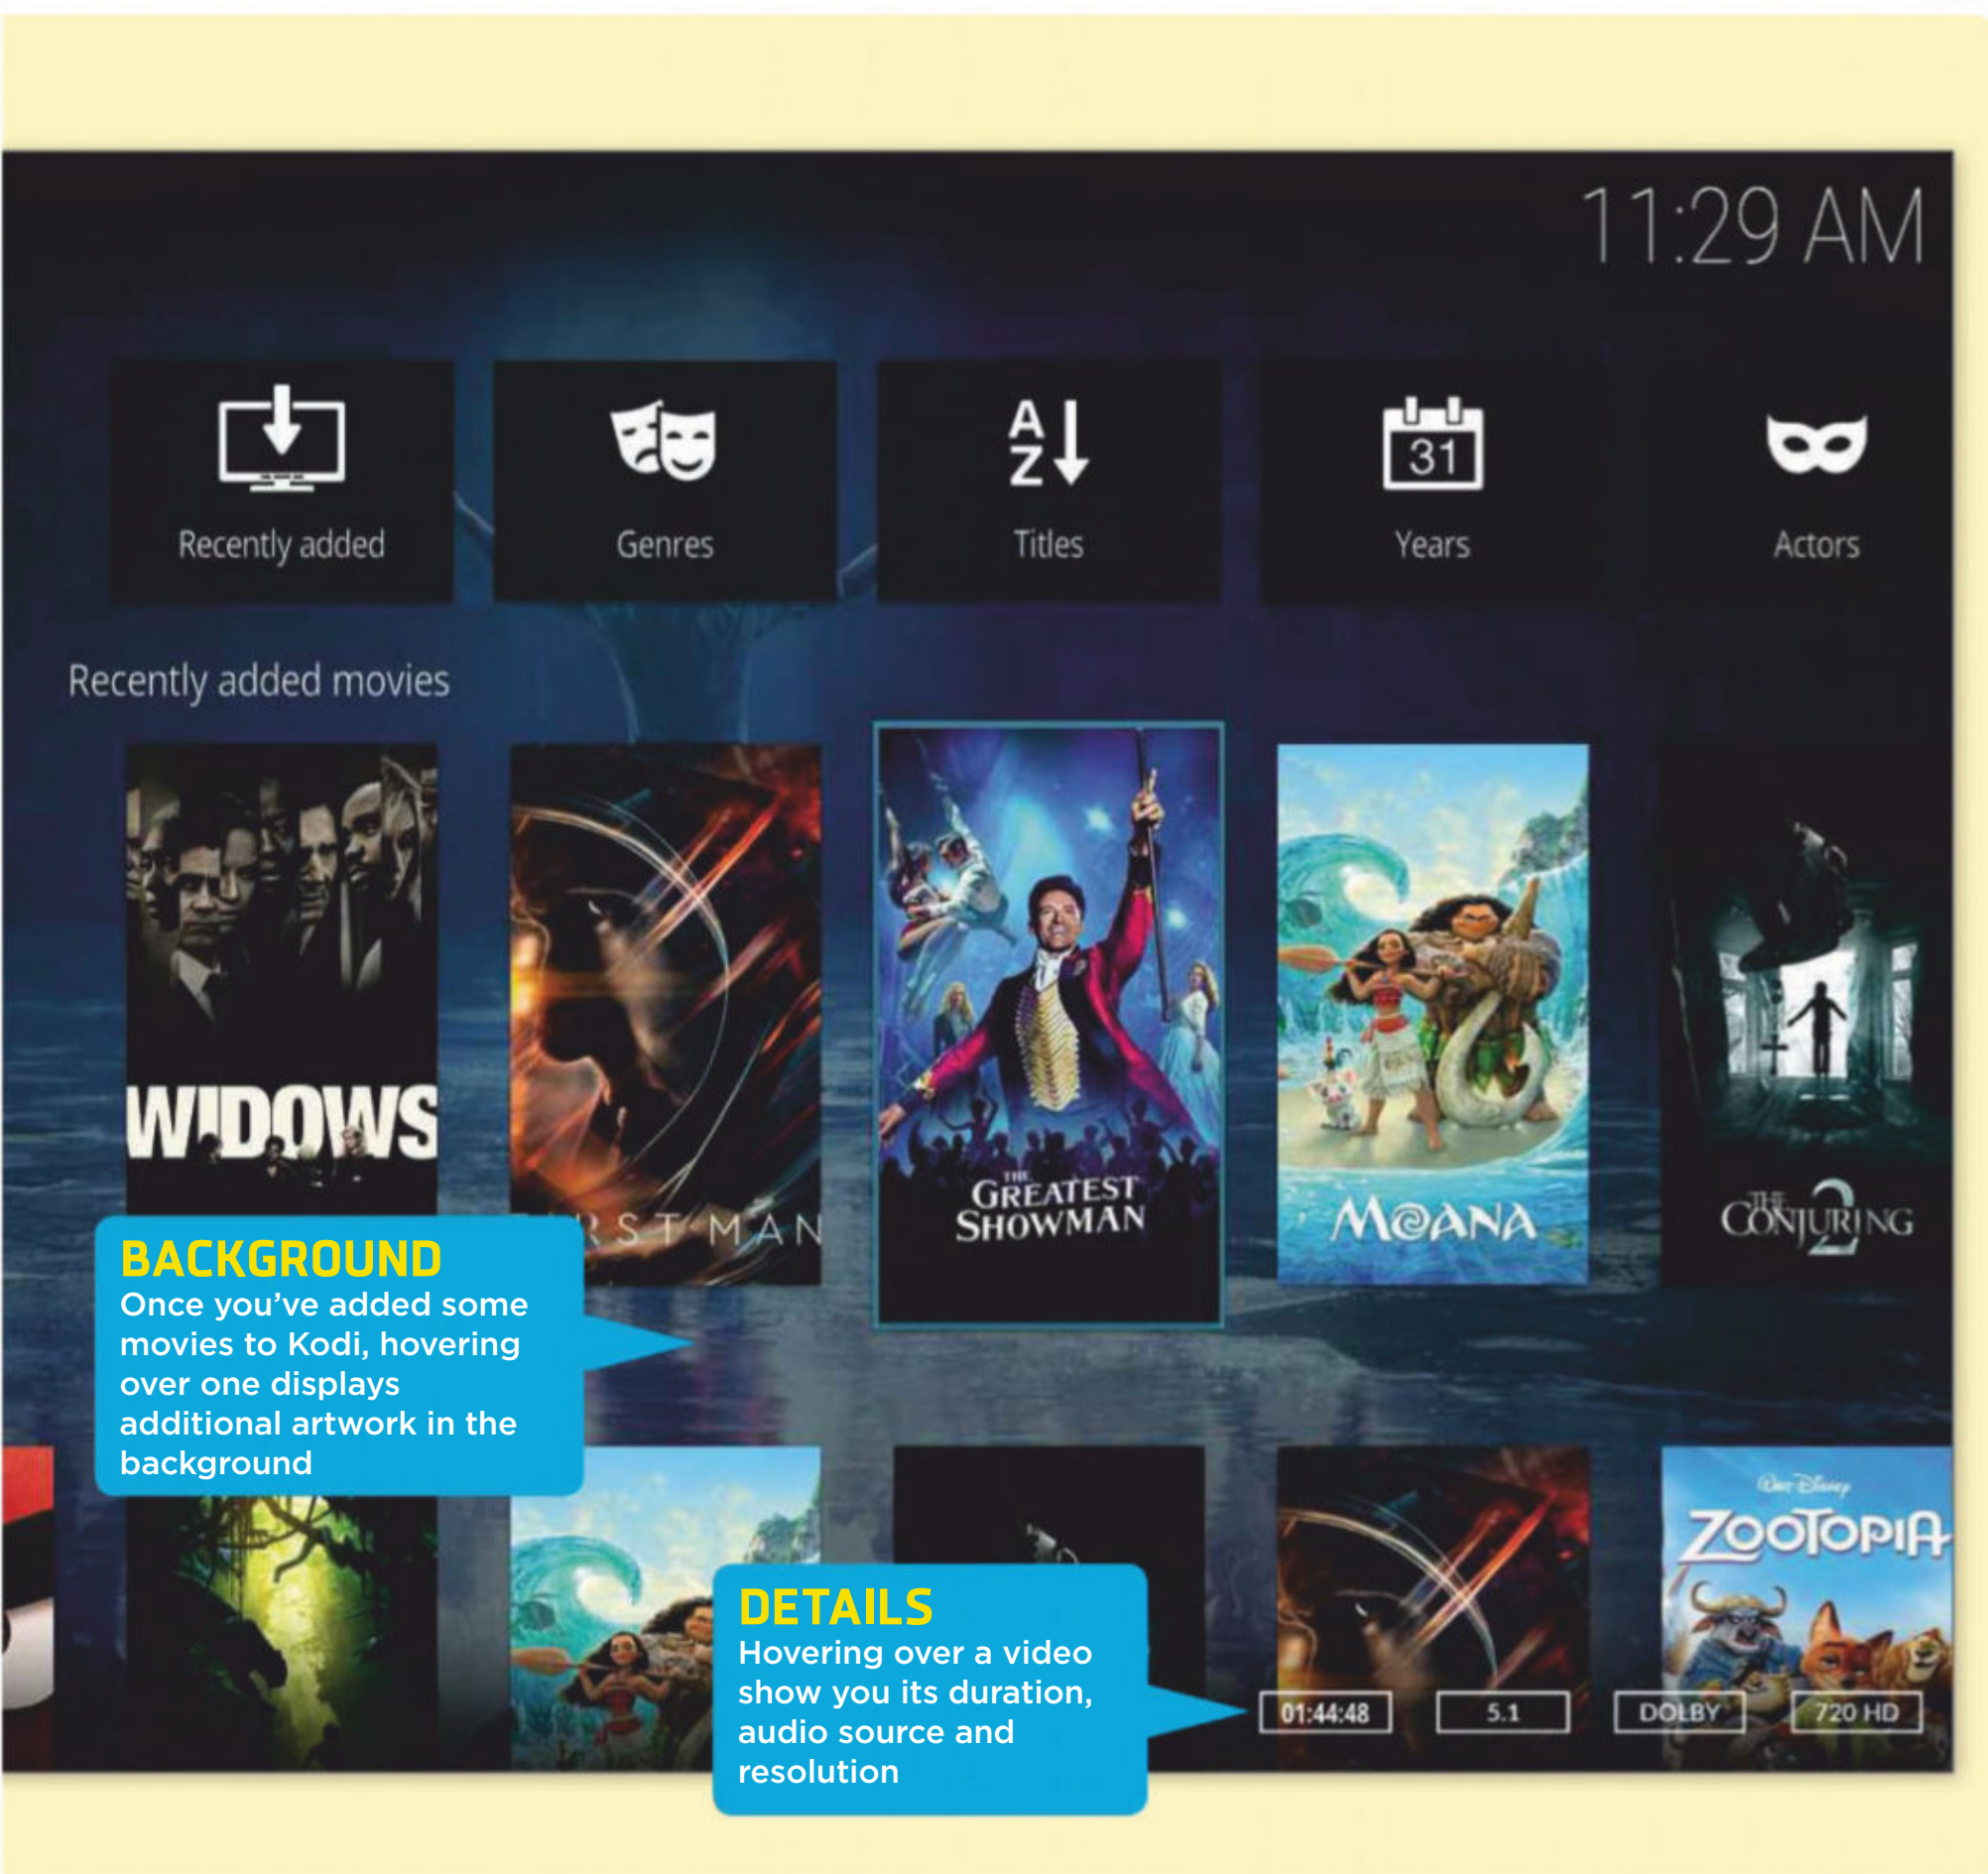 11:29 AM
A
Z
31
Recently added
Genres
Titles
Years
Actors
Recently added movies
WIDOWS
RST MAN
THE
GREATEST
SHOWMAN
MOANA
THE
CONJURING
2
BACKGROUND
Once you've added some
movies to Kodi, hovering
over one displays
additional artwork in the
background
WALT DISNEY
ZOOTOPIA
DETAILS
Hovering over a video
show you its duration,
audio source and
resolution
01:44:48
5.1
DOLBY
720 HD